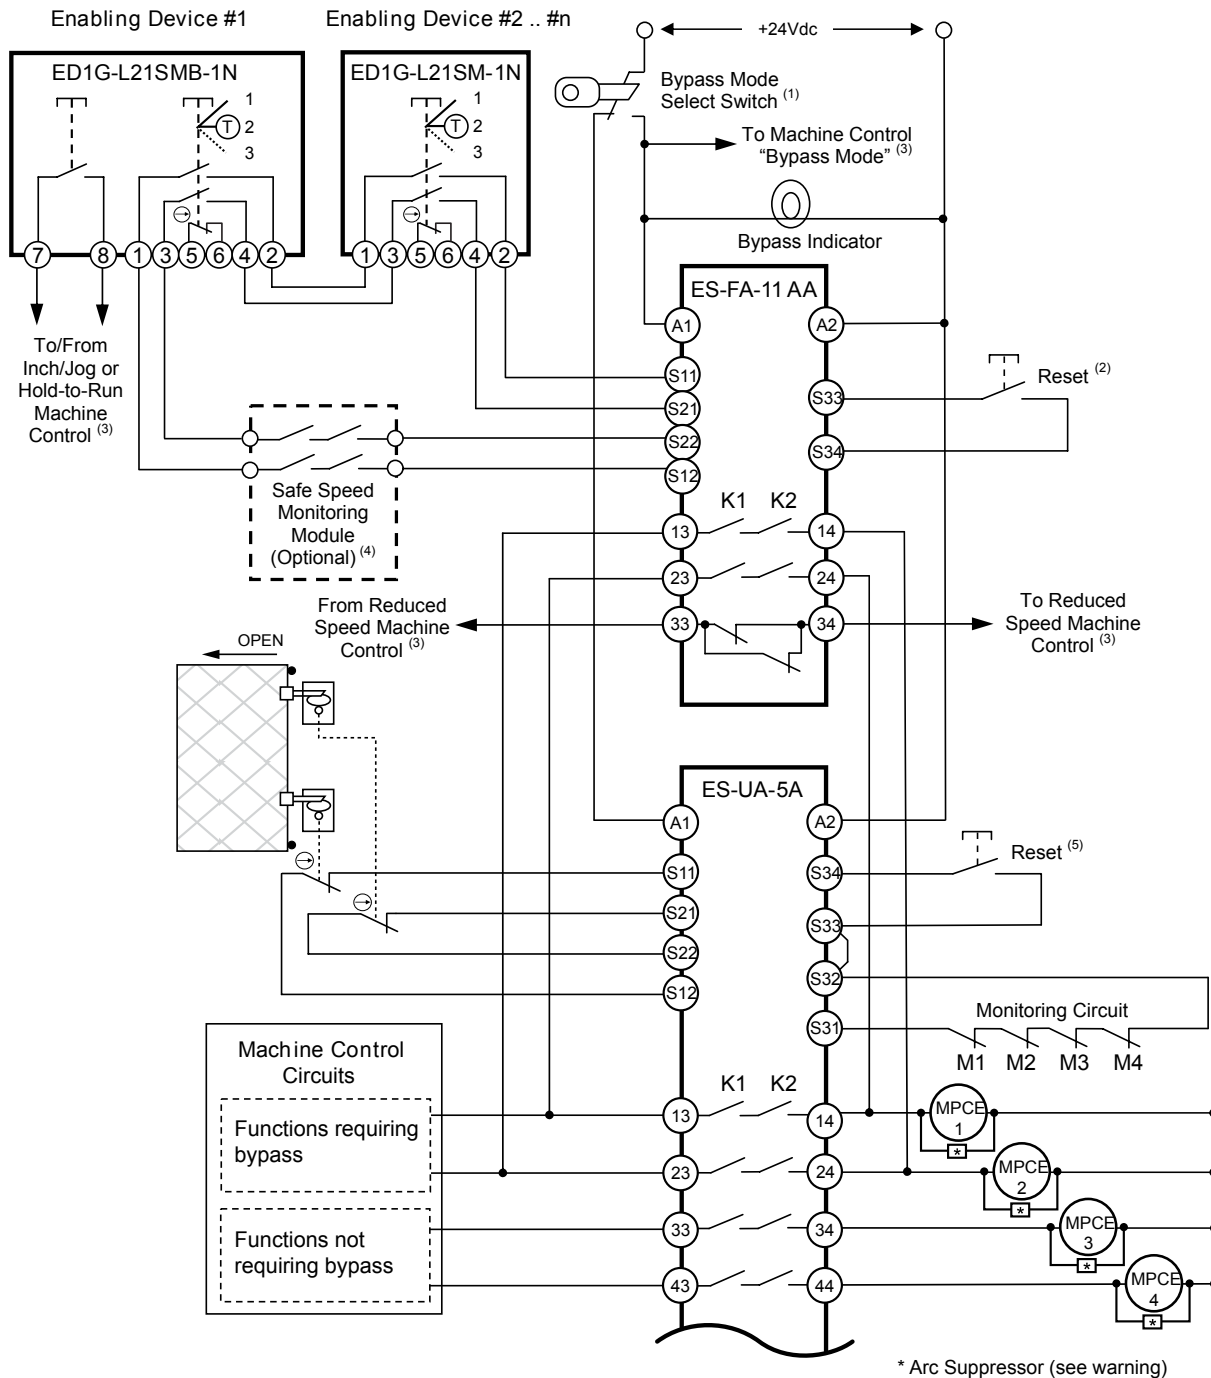 Enabling Device #1
Enabling Device #2 .. #n
+24Vdc
ED1G-L21SMB-1N
1
T
2
3
7
8
1
3
5
6
4
2
ED1G-L21SM-1N
1
T
2
3
1
3
5
6
4
2
Bypass Mode
Select Switch (1)
To Machine Control
“Bypass Mode” (3)
Bypass Indicator
To/From
Inch/Jog or
Hold-to-Run
Machine
Control (3)
ES-FA-11 AA
A1
A2
S11
S21
S22
S12
S33
S34
Reset (2)
Safe Speed
Monitoring
Module
(Optional) (4)
K1
K2
13
14
23
24
33
34
From Reduced
Speed Machine
Control (3)
To Reduced
Speed Machine
Control (3)
OPEN
ES-UA-5A
A1
A2
S11
S21
S22
S12
S34
S33
S32
S31
Reset (5)
Monitoring Circuit
M1
M2
M3
M4
Machine Control
Circuits
Functions requiring
bypass
Functions not
requiring bypass
K1
K2
13
14
23
24
33
34
43
44
MPCE
1
*
MPCE
2
*
MPCE
3
*
MPCE
4
*
* Arc Suppressor (see warning)